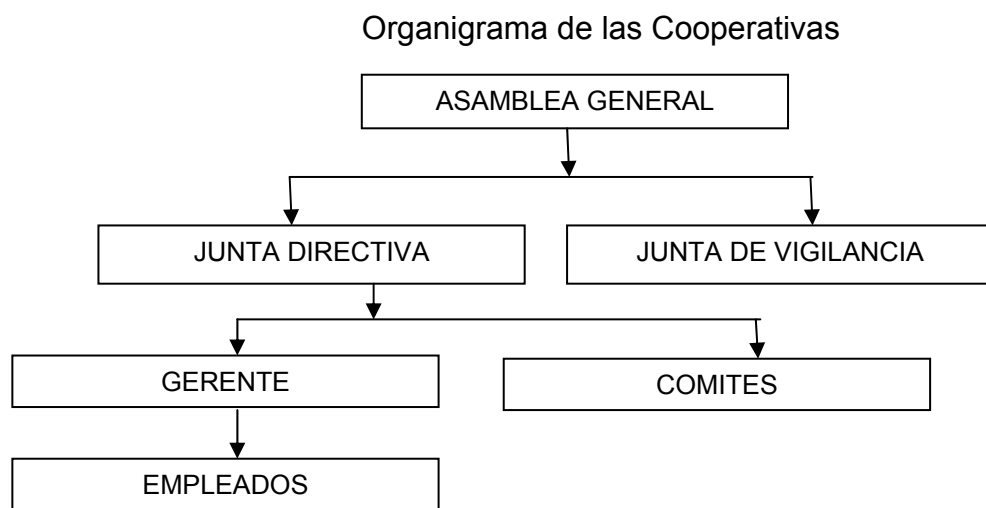 Organigrama de las Cooperativas
ASAMBLEA GENERAL
JUNTA DIRECTIVA
JUNTA DE VIGILANCIA
GERENTE
COMITES
EMPLEADOS